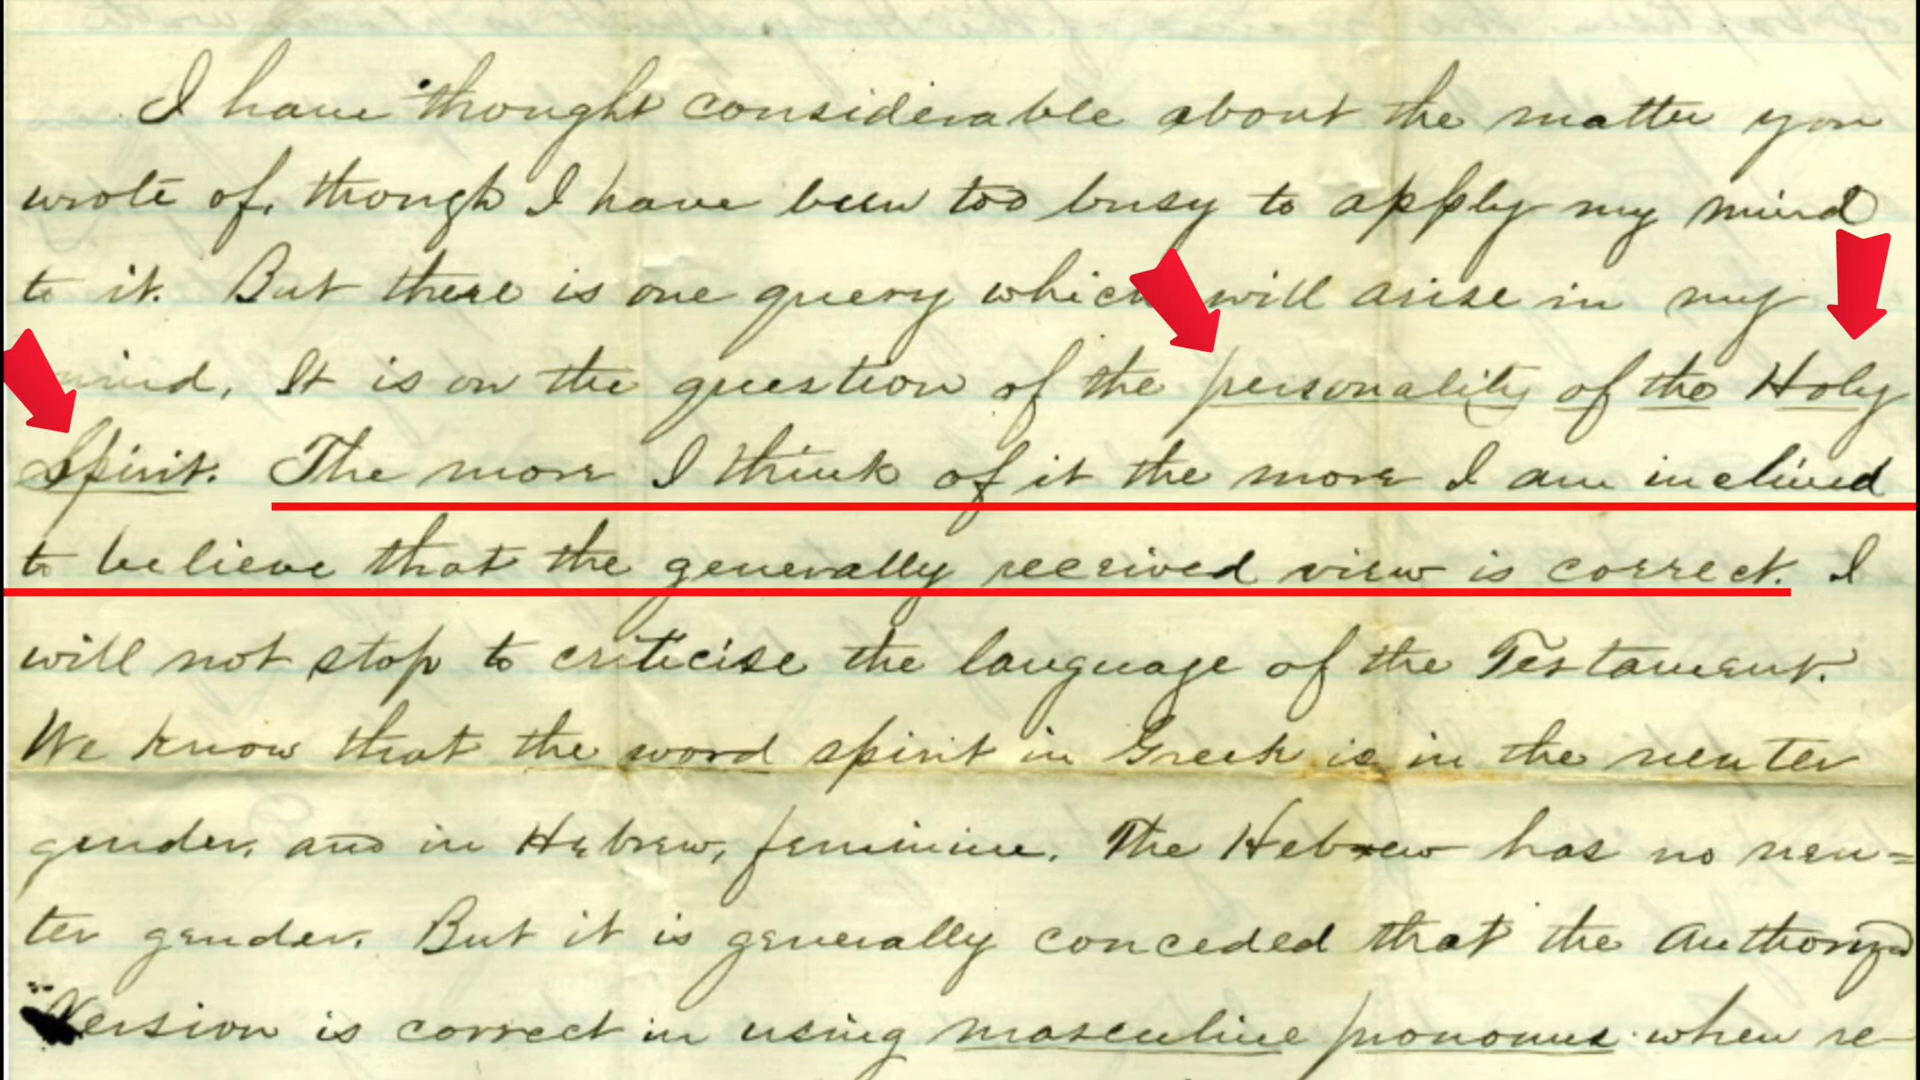 I have thought considerable about the matter you
wrote of, though I have been too busy to apply my mind
to it. But there is one query which will arise in my
mind, It is on the question of the personality of the Holy
Spirit. The more I think of it the more I am inclined
to believe that the generally received view is correct. I
will not stop to criticise the language of the Testament.
We know that the word spirit in Greek is in the neuter
gender, and in Hebrew, feminine. The Hebrew has no neu=
ter gender. But it is generally conceded that the Authorized
Version is correct in using masculine pronouns when re-